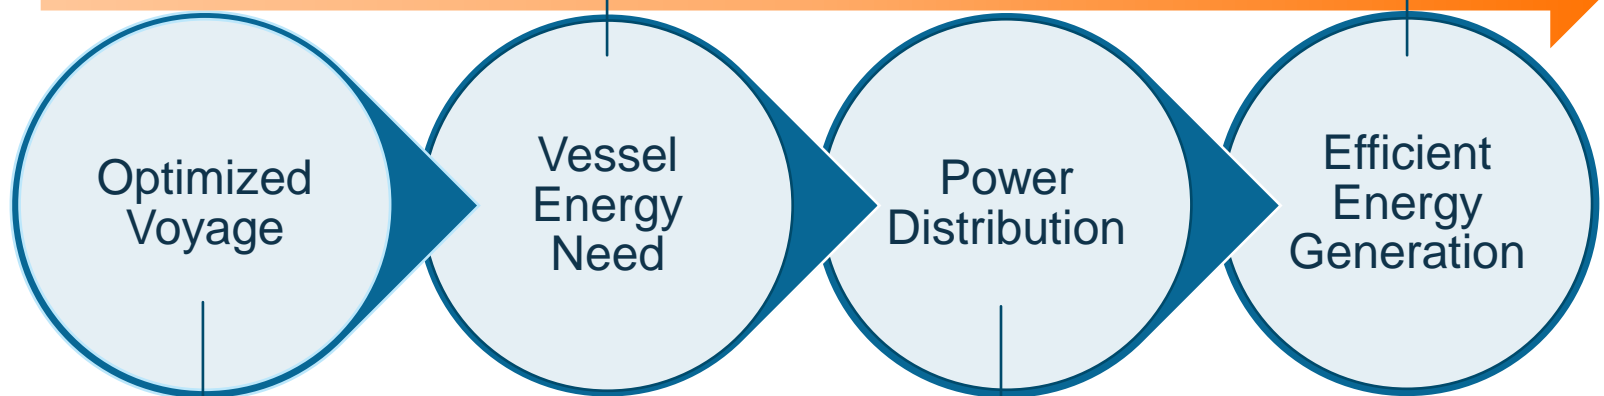 Optimized
Voyage
Vessel
Energy
Need
Power
Distribution
Efficient
Energy
Generation